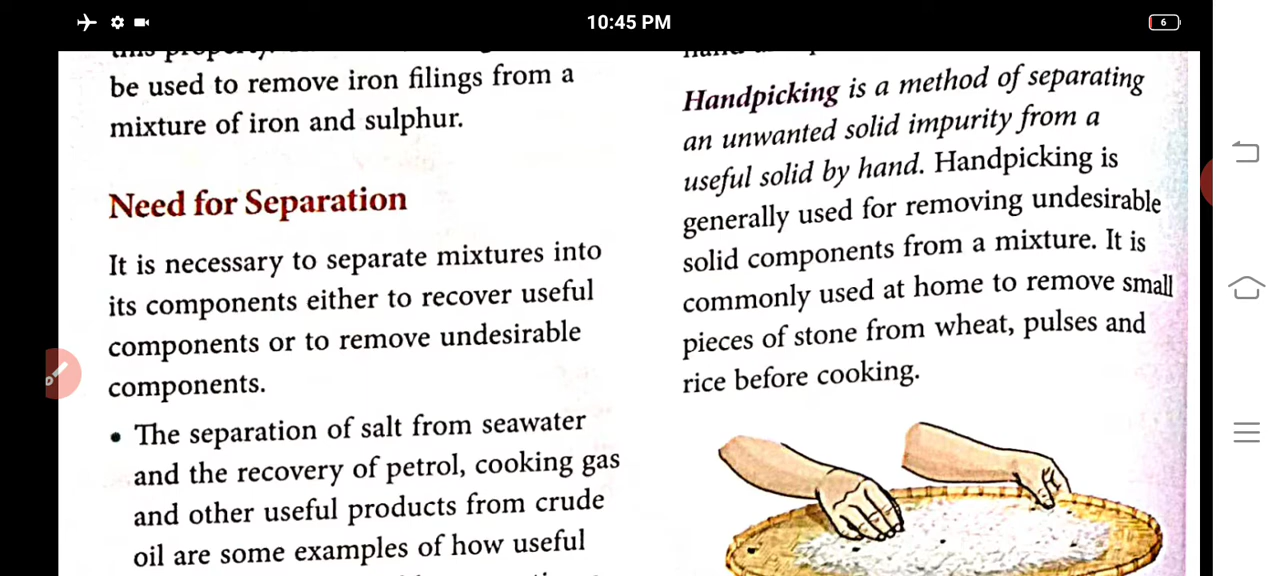 10:45 PM
6
be used to remove iron filings from a
mixture of iron and sulphur.
Need for Separation
It is necessary to separate mixtures into
its components either to recover useful
components or to remove undesirable
components.
• The separation of salt from seawater
and the recovery of petrol, cooking gas
and other useful products from crude
oil are some examples of how useful
Handpicking is a method of separating
an unwanted solid impurity from a
useful solid by hand. Handpicking is
generally used for removing undesirable
solid components from a mixture. It is
commonly used at home to remove small
pieces of stone from wheat, pulses and
rice before cooking.